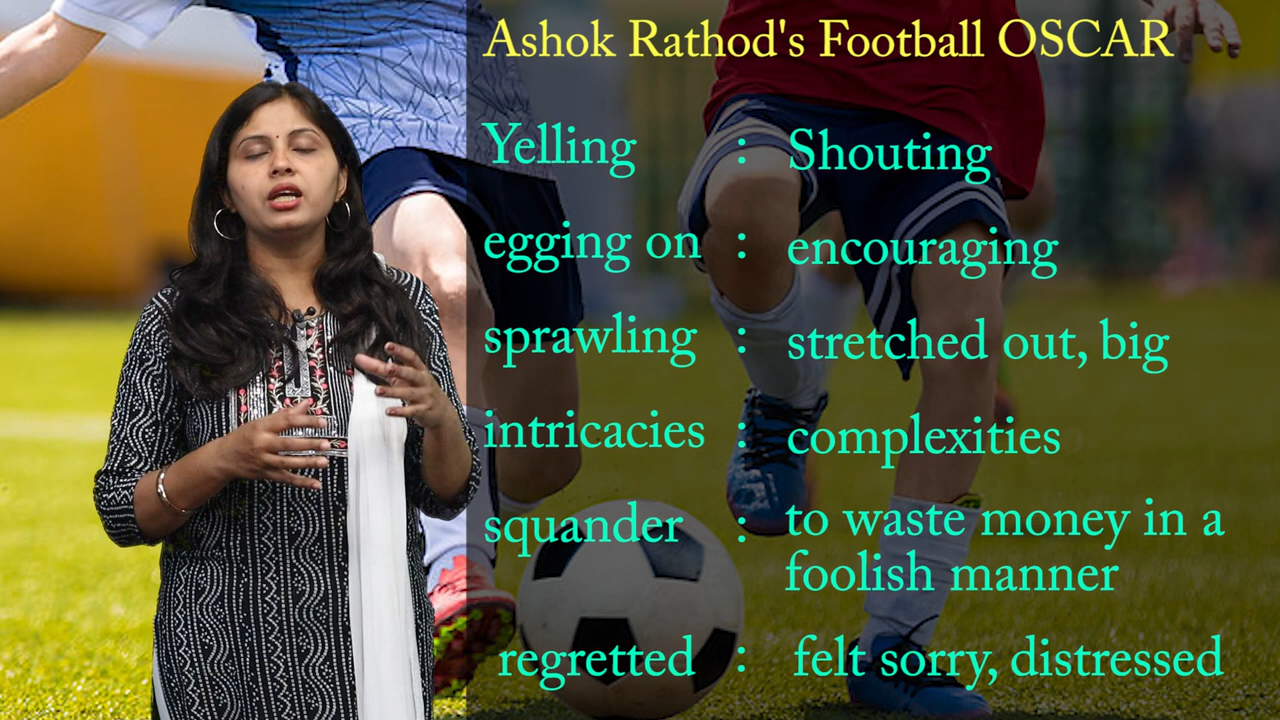 Ashok Rathod's Football OSCAR
Yelling : Shouting
egging on : encouraging
sprawling : stretched out, big
intricacies : complexities
squander : to waste money in a
foolish manner
regretted : felt sorry, distressed